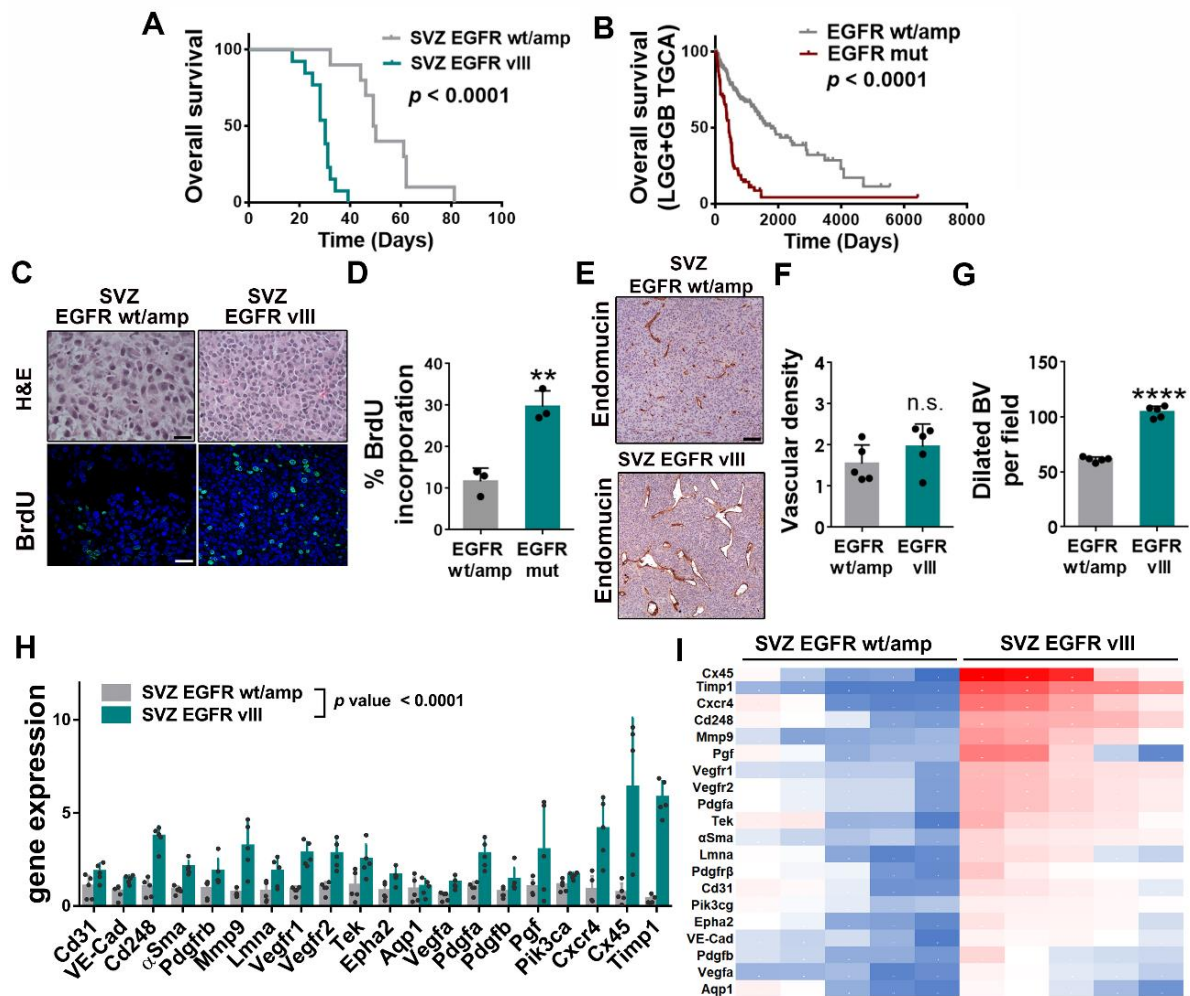 A
SVZ EGFR wt/amp
SVZ EGFR vIII
p < 0.0001
Overall survival
100
50
0
0 20 40 60 80 100
Time (Days)
B
EGFR wt/amp
EGFR mut
p < 0.0001
Overall survival
(LGG+GB TGCA)
100
50
0
0 2000 4000 6000 8000
Time (Days)
C
SVZ
EGFR wt/amp
SVZ
EGFR vIII
H&E
BrdU
D
% BrdU
incorporation
40
30
20
10
0
**
EGFR
wt/amp
EGFR
mut
E
SVZ
EGFR wt/amp
Endomucin
SVZ EGFR vIII
Endomucin
F
Vascular density
4
3
2
1
0
n.s.
EGFR
wt/amp
EGFR
vIII
G
Dilated BV
per field
150
100
50
0
****
EGFR
wt/amp
EGFR
vIII
H
SVZ EGFR wt/amp
SVZ EGFR vIII
p value < 0.0001
gene expression
10
5
0
Cd31
VE-Cad
Cd248
αSma
Pdgfrb
Mmp9
Lmna
Vegfr1
Vegfr2
Tek
Epha2
Aqp1
Vegfa
Pdgfa
Pdgfb
Pgf
Pik3ca
Cxcr4
Cx45
Timp1
I
SVZ EGFR wt/amp
SVZ EGFR vIII
Cx45
Timp1
Cxcr4
Cd248
Mmp9
Pgf
Vegfr1
Vegfr2
Pdgfa
Tek
αSma
Lmna
Pdgfrβ
Cd31
Pik3cg
Epha2
VE-Cad
Pdgfb
Vegfa
Aqp1